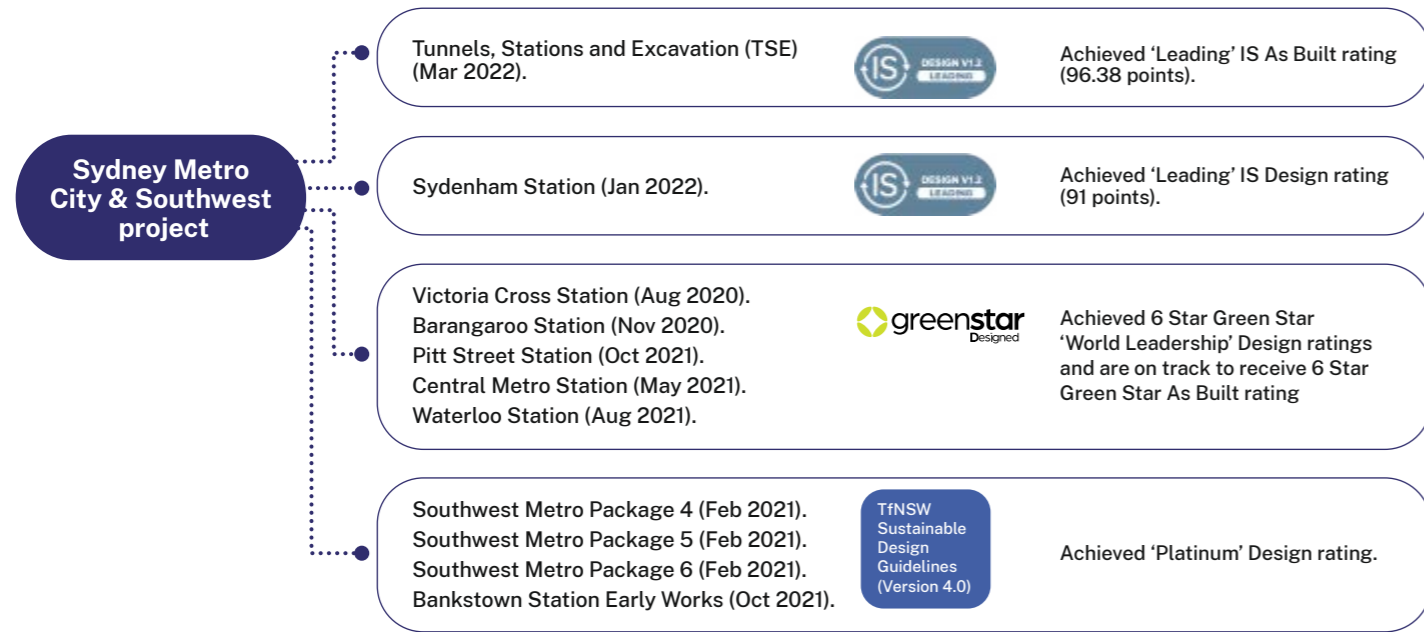 Sydney Metro
City & Southwest
project
Tunnels, Stations and Excavation (TSE)
(Mar 2022).
IS
DESIGN V1.2
LEADING
Achieved ‘Leading’ IS As Built rating
(96.38 points).
Sydenham Station (Jan 2022).
IS
DESIGN V1.2
LEADING
Achieved ‘Leading’ IS Design rating
(91 points).
Victoria Cross Station (Aug 2020).
Barangaroo Station (Nov 2020).
Pitt Street Station (Oct 2021).
Central Metro Station (May 2021).
Waterloo Station (Aug 2021).
greenstar
Designed
Achieved 6 Star Green Star
‘World Leadership’ Design ratings
and are on track to receive 6 Star
Green Star As Built rating
Southwest Metro Package 4 (Feb 2021).
Southwest Metro Package 5 (Feb 2021).
Southwest Metro Package 6 (Feb 2021).
Bankstown Station Early Works (Oct 2021).
TfNSW
Sustainable
Design
Guidelines
(Version 4.0)
Achieved ‘Platinum’ Design rating.